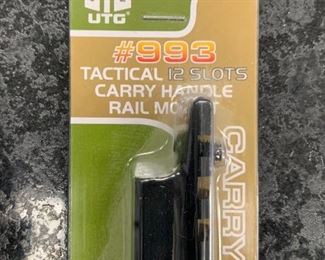 UTG
#993
TACTICAL 12 SLOTS
CARRY HANDLE
RAIL MOUNT
CARRY